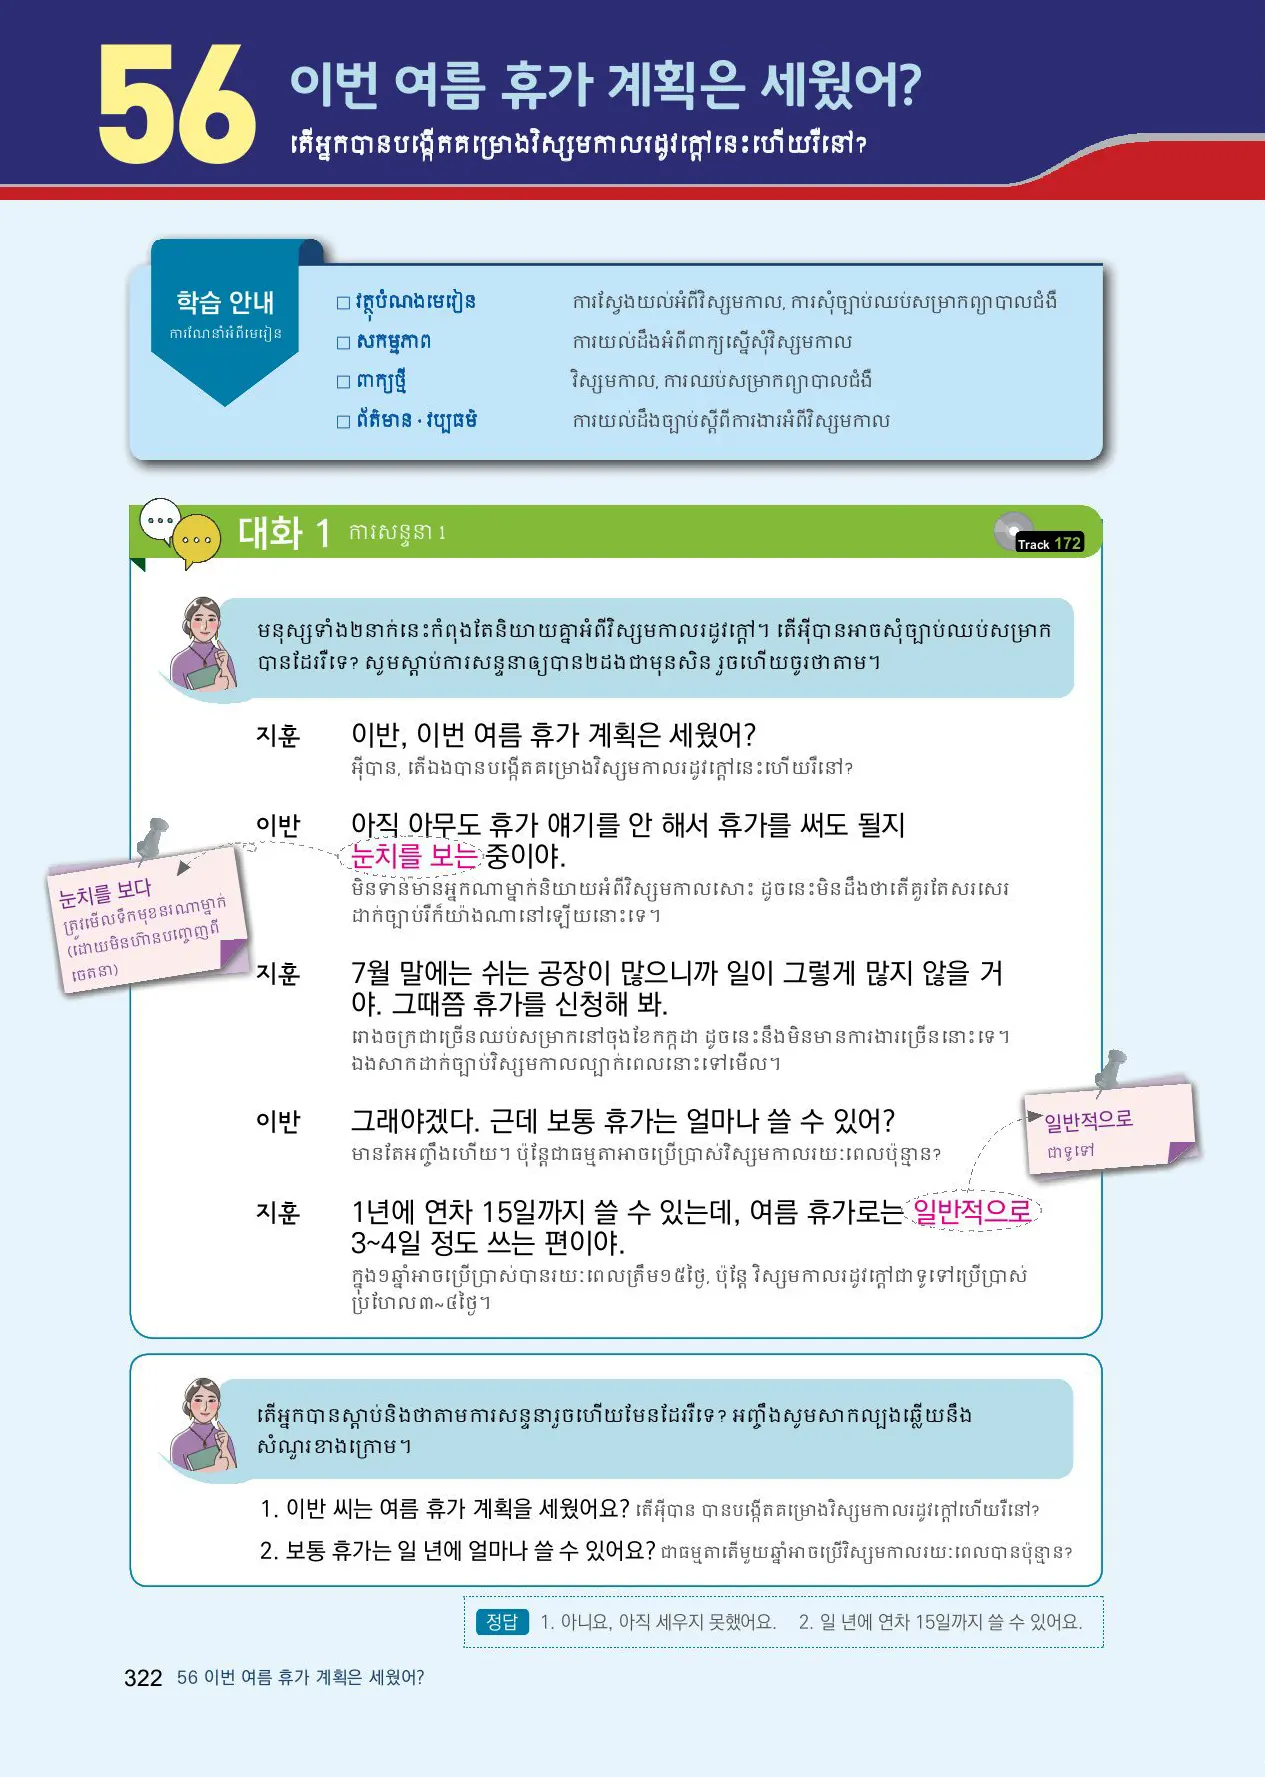 56
이번 여름 휴가 계획은 세웠어?
តើអ្នកបានបង្កើតគម្រោងវិស្សមកាលរដូវក្តៅនេះហើយរឺនៅ?
학습 안내
ការណែនាំអំពីមេរៀន
□ វត្ថុបំណងមេរៀន ការស្វែងយល់អំពីវិស្សមកាល, ការសុំច្បាប់ឈប់សម្រាកព្យាបាលជំងឺ
□ សកម្មភាព ការយល់ដឹងអំពីពាក្យស្នើសុំវិស្សមកាល
□ ពាក្យថ្មី វិស្សមកាល, ការឈប់សម្រាកព្យាបាលជំងឺ
□ ព័ត៌មាន · វប្បធម៌ ការយល់ដឹងច្បាប់ស្តីពីការងារអំពីវិស្សមកាល
대화 1 ការសន្ទនា 1
Track 172
មនុស្សទាំង២នាក់នេះកំពុងតែនិយាយគ្នាអំពីវិស្សមកាលរដូវក្តៅ។ តើអ៊ីបានអាចសុំច្បាប់ឈប់សម្រាក
បានដែររឺទេ? សូមស្តាប់ការសន្ទនាឲ្យបាន២ដងជាមុនសិន រួចហើយចូរថាតាម។
지훈 이반, 이번 여름 휴가 계획은 세웠어?
អ៊ីបាន, តើឯងបានបង្កើតគម្រោងវិស្សមកាលរដូវក្តៅនេះហើយរឺនៅ?
이반 아직 아무도 휴가 얘기를 안 해서 휴가를 써도 될지
눈치를 보는 중이야.
មិនទាន់មានអ្នកណាម្នាក់និយាយអំពីវិស្សមកាលសោះ ដូចនេះមិនដឹងថាតើគួរតែសរសេរ
ដាក់ច្បាប់រឺក៏យ៉ាងណានៅឡើយនោះទេ។
눈치를 보다
ត្រូវមើលទឹកមុខនរណាម្នាក់
(ដោយមិនហ៊ានបញ្ចេញពី
ចេតនា)
지훈 7월 말에는 쉬는 공장이 많으니까 일이 그렇게 많지 않을 거
야. 그때쯤 휴가를 신청해 봐.
រោងចក្រជាច្រើនឈប់សម្រាកនៅចុងខែកក្កដា ដូចនេះនឹងមិនមានការងារច្រើននោះទេ។
ឯងសាកដាក់ច្បាប់វិស្សមកាលល្បាក់ពេលនោះទៅមើល។
이반 그래야겠다. 근데 보통 휴가는 얼마나 쓸 수 있어?
មានតែអញ្ចឹងហើយ។ ប៉ុន្តែជាធម្មតាអាចប្រើប្រាស់វិស្សមកាលរយៈពេលប៉ុន្មាន?
일반적으로
ជាទូទៅ
지훈 1년에 연차 15일까지 쓸 수 있는데, 여름 휴가로는 일반적으로
3~4일 정도 쓰는 편이야.
ក្នុង១ឆ្នាំអាចប្រើប្រាស់បានរយៈពេលត្រឹម១៥ថ្ងៃ, ប៉ុន្តែ វិស្សមកាលរដូវក្តៅជាទូទៅប្រើប្រាស់
ប្រហែល៣~៤ថ្ងៃ។
តើអ្នកបានស្តាប់និងថាតាមការសន្ទនារួចហើយមែនដែររឺទេ? អញ្ចឹងសូមសាកល្បងឆ្លើយនឹង
សំណួរខាងក្រោម។
1. 이반 씨는 여름 휴가 계획을 세웠어요? តើអ៊ីបាន បានបង្កើតគម្រោងវិស្សមកាលរដូវក្តៅហើយរឺនៅ?
2. 보통 휴가는 일 년에 얼마나 쓸 수 있어요? ជាធម្មតាតើមួយឆ្នាំអាចប្រើវិស្សមកាលរយៈពេលបានប៉ុន្មាន?
정답 1. 아니요, 아직 세우지 못했어요. 2. 일 년에 연차 15일까지 쓸 수 있어요.
322 56 이번 여름 휴가 계획은 세웠어?